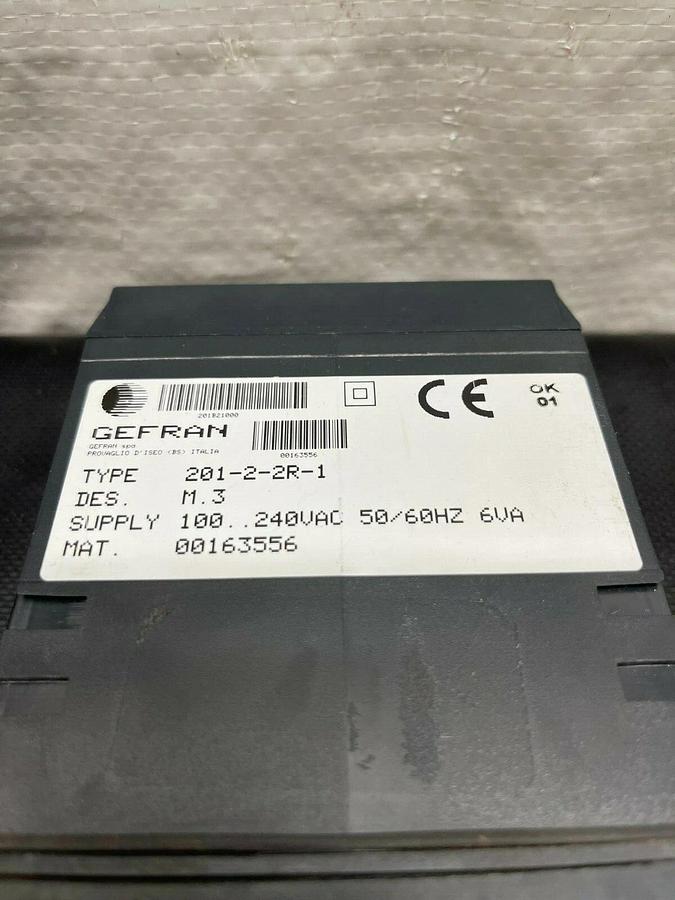 201B21000
CE
OK
01
GEFRAN
GEFRAN spa
PROVAGLIO D'ISEO (BS) ITALIA
00163556
TYPE 201-2-2R-1
DES. M.3
SUPPLY 100..240VAC 50/60HZ 6VA
MAT. 00163556